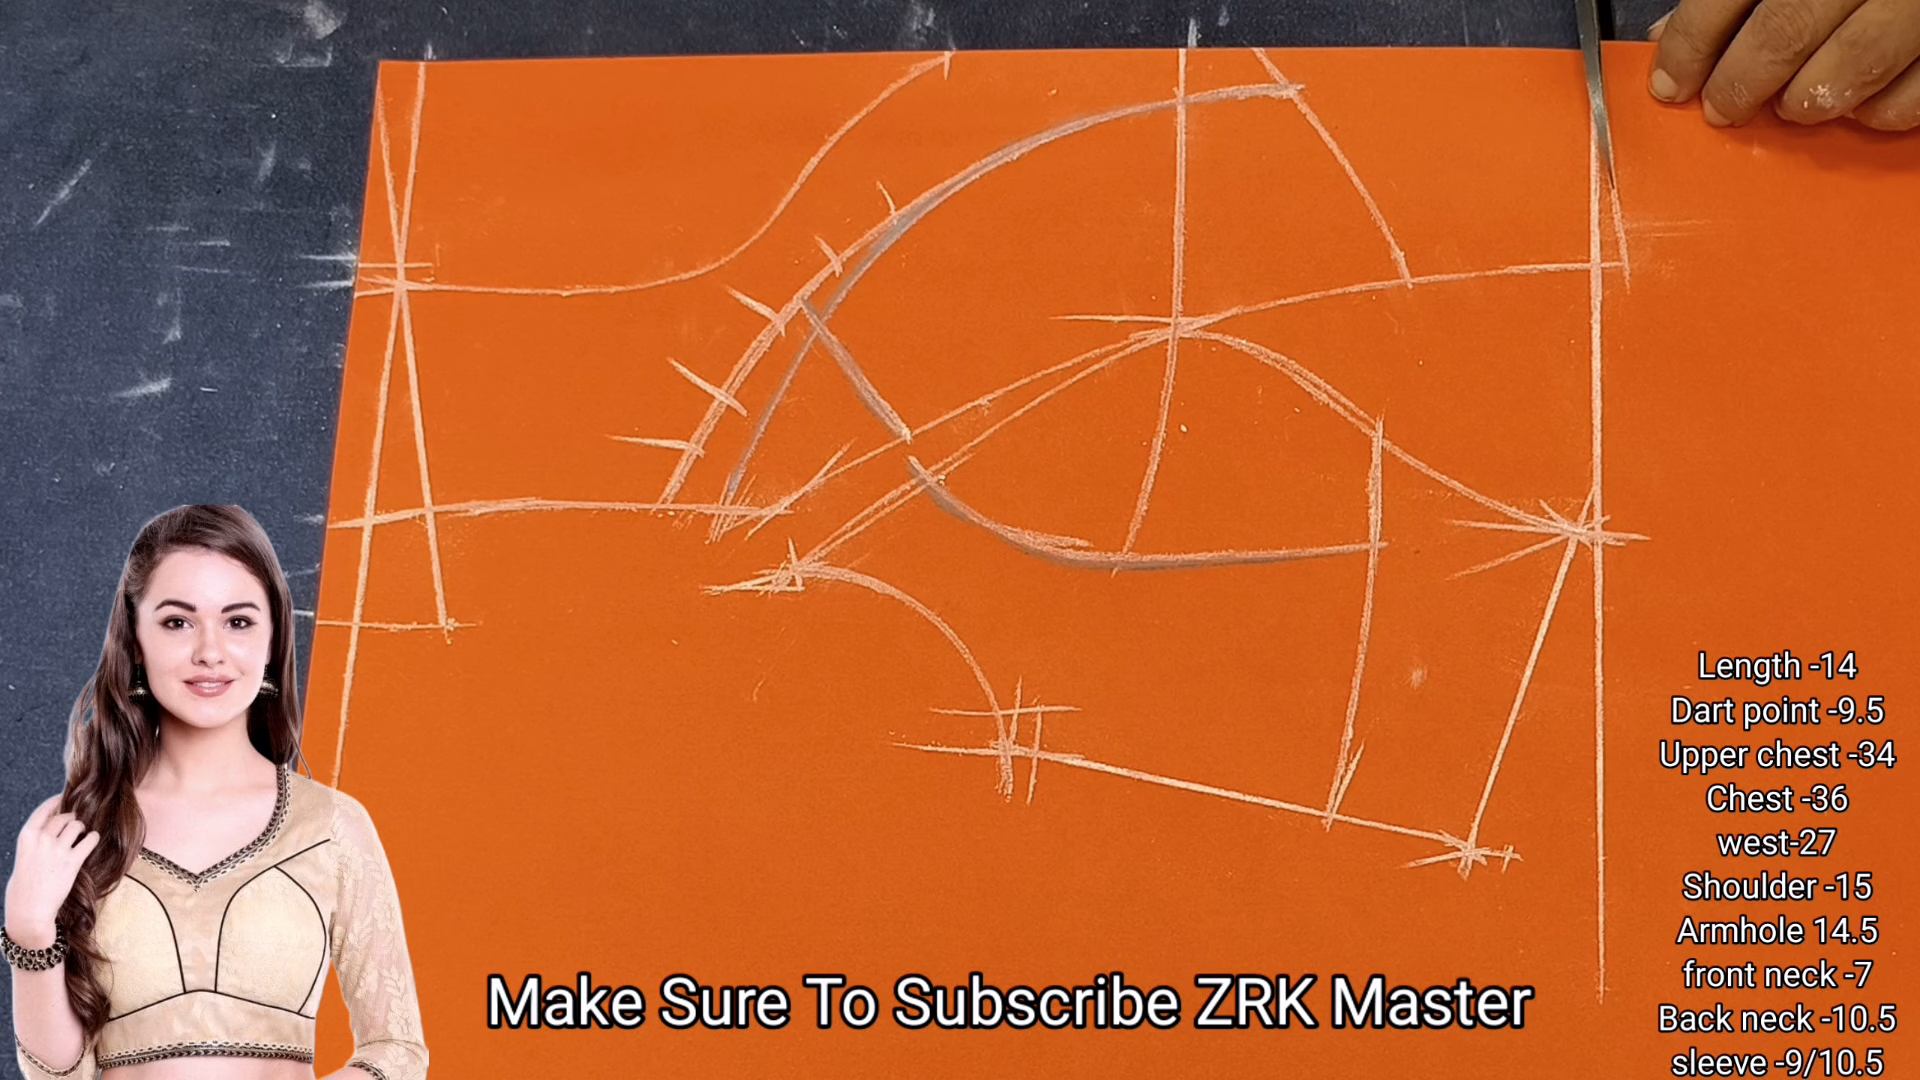 Length -14
Dart point -9.5
Upper chest -34
Chest -36
west-27
Shoulder -15
Armhole 14.5
front neck -7
Back neck -10.5
sleeve -9/10.5
Make Sure To Subscribe ZRK Master